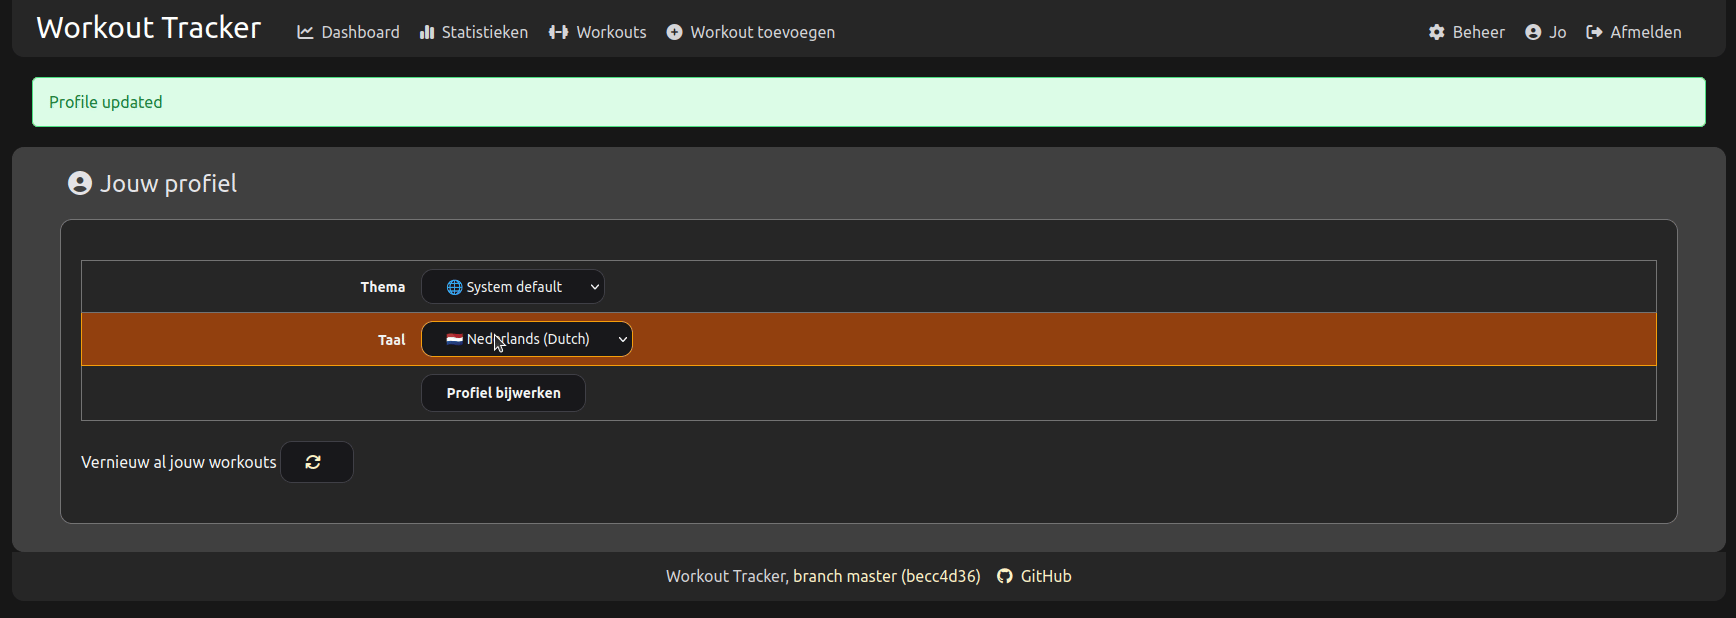 Workout Tracker Dashboard Statistieken Workouts Workout toevoegen Beheer Jo Afmelden
Profile updated
Jouw profiel
Thema System default
Taal Nederlands (Dutch)
Profiel bijwerken
Vernieuw al jouw workouts
Workout Tracker, branch master (becc4d36) GitHub